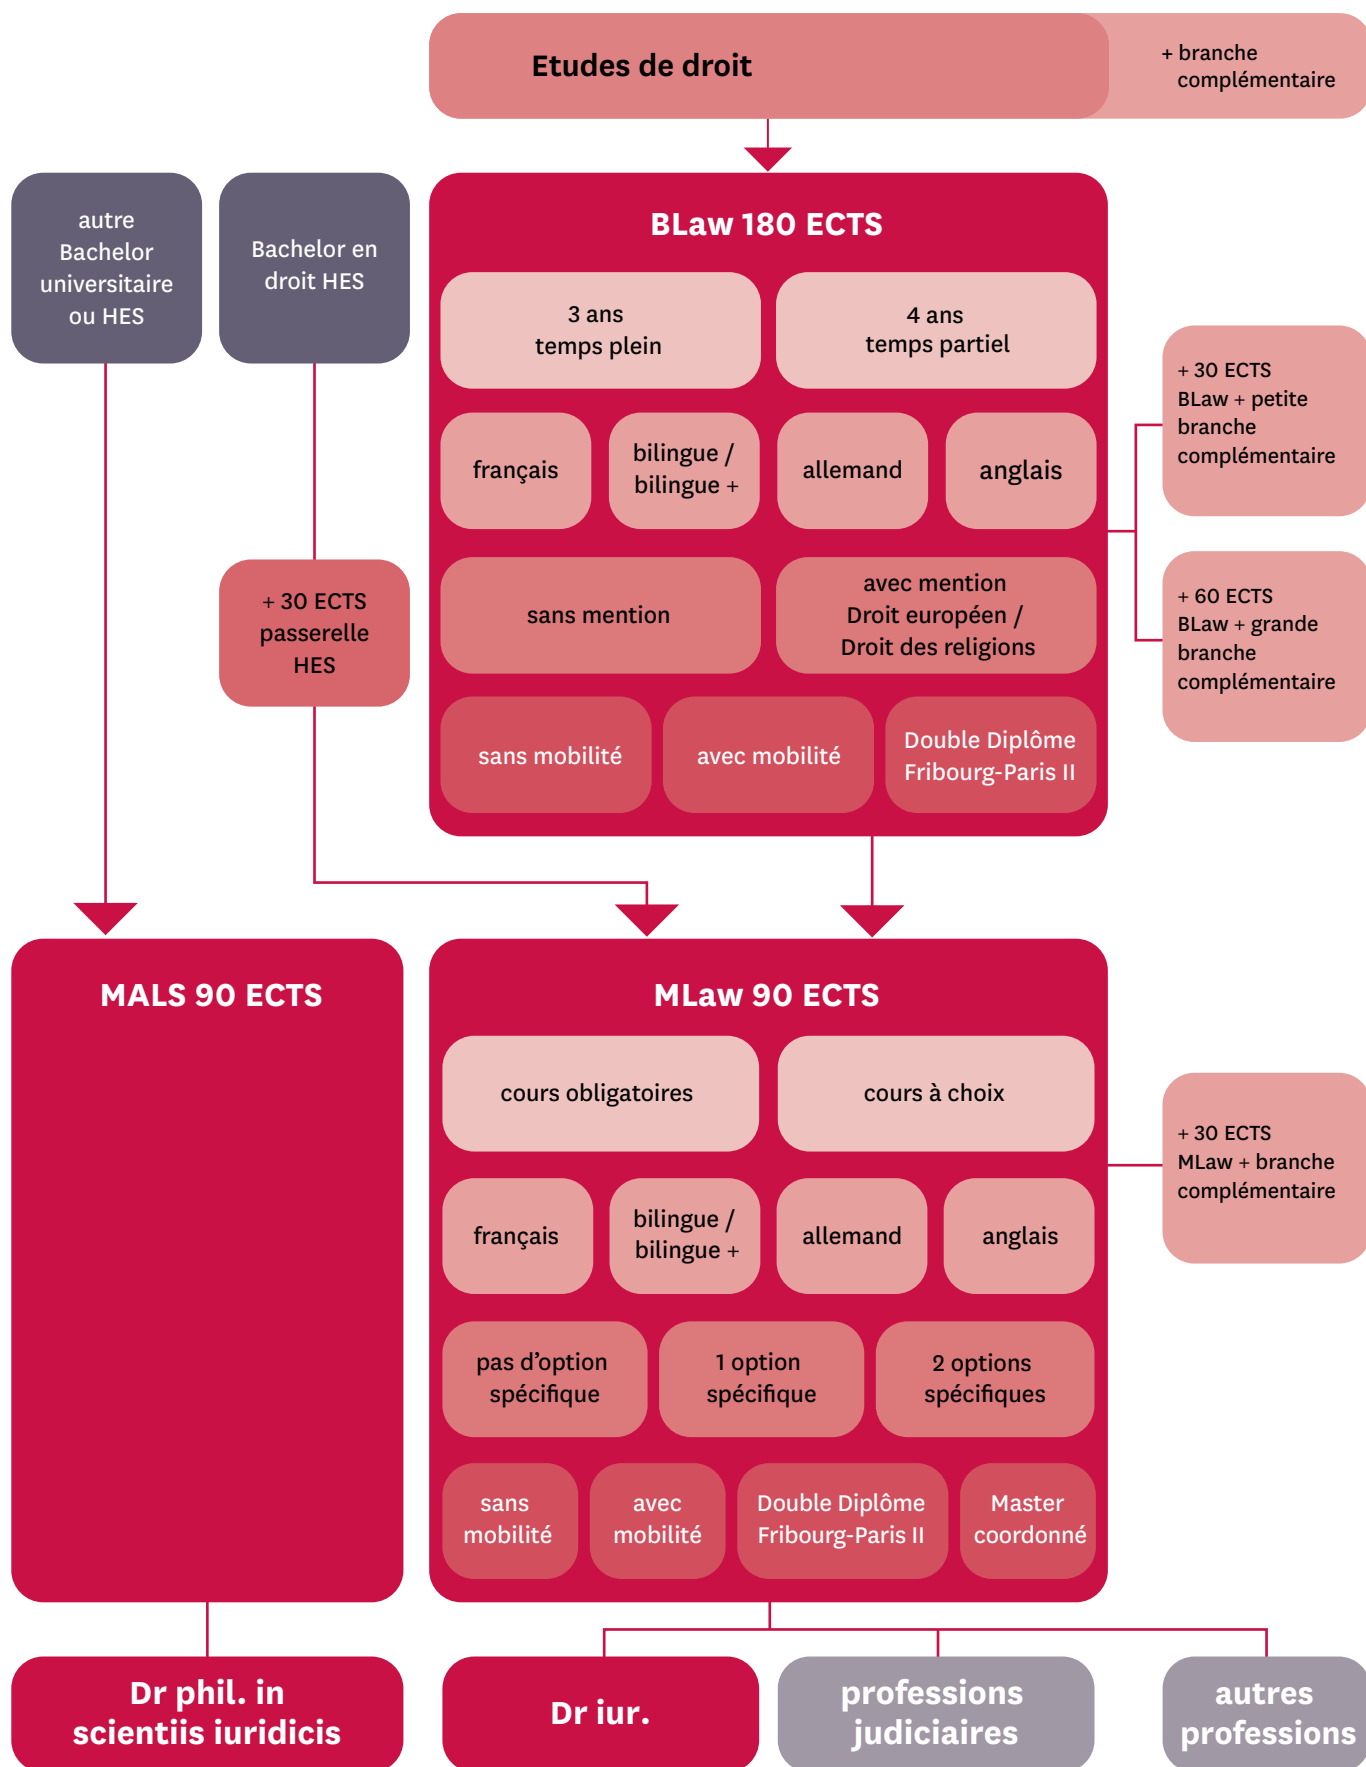 Etudes de droit
+ branche
complémentaire
autre
Bachelor
universitaire
ou HES
Bachelor en
droit HES
BLaw 180 ECTS
3 ans
temps plein
4 ans
temps partiel
français
bilingue /
bilingue +
allemand
anglais
+ 30 ECTS
BLaw + petite
branche
complémentaire
+ 30 ECTS
passerelle
HES
sans mention
avec mention
Droit européen /
Droit des religions
+ 60 ECTS
BLaw + grande
branche
complémentaire
sans mobilité
avec mobilité
Double Diplôme
Fribourg-Paris II
MALS 90 ECTS
MLaw 90 ECTS
cours obligatoires
cours à choix
+ 30 ECTS
MLaw + branche
complémentaire
français
bilingue /
bilingue +
allemand
anglais
pas d'option
spécifique
1 option
spécifique
2 options
spécifiques
sans
mobilité
avec
mobilité
Double Diplôme
Fribourg-Paris II
Master
coordonné
Dr phil. in
scientiis iuridicis
Dr iur.
professions
judiciaires
autres
professions